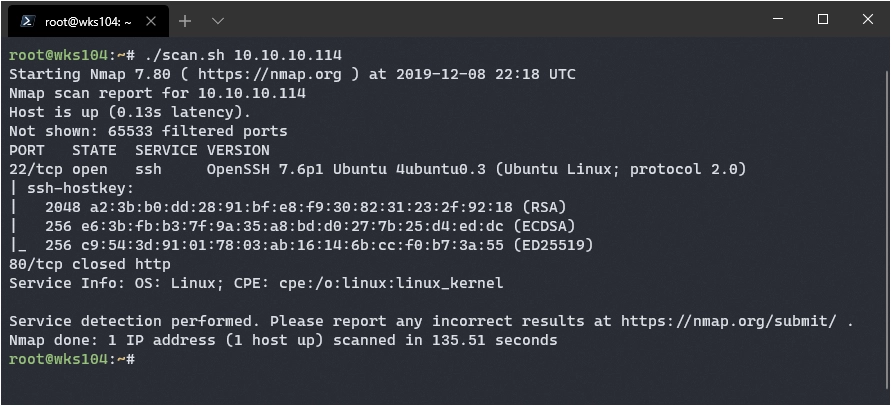 root@wks104: ~
root@wks104:~# ./scan.sh 10.10.10.114
Starting Nmap 7.80 ( https://nmap.org ) at 2019-12-08 22:18 UTC
Nmap scan report for 10.10.10.114
Host is up (0.13s latency).
Not shown: 65533 filtered ports
PORT   STATE  SERVICE VERSION
22/tcp open   ssh     OpenSSH 7.6p1 Ubuntu 4ubuntu0.3 (Ubuntu Linux; protocol 2.0)
| ssh-hostkey:
|   2048 a2:3b:b0:dd:28:91:bf:e8:f9:30:82:31:23:2f:92:18 (RSA)
|   256 e6:3b:fb:b3:7f:9a:35:a8:bd:d0:27:7b:25:d4:ed:dc (ECDSA)
|_  256 c9:54:3d:91:01:78:03:ab:16:14:6b:cc:f0:b7:3a:55 (ED25519)
80/tcp closed http
Service Info: OS: Linux; CPE: cpe:/o:linux:linux_kernel
Service detection performed. Please report any incorrect results at https://nmap.org/submit/ .
Nmap done: 1 IP address (1 host up) scanned in 135.51 seconds
root@wks104:~#